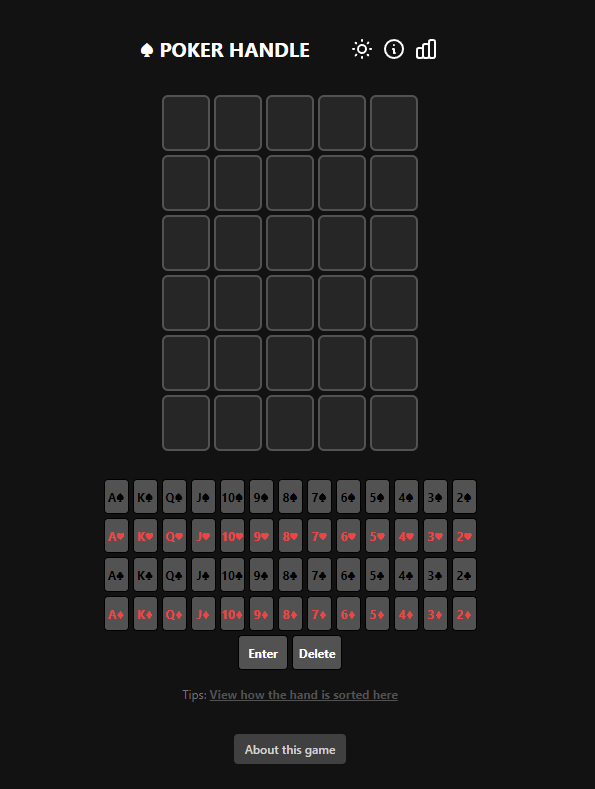 ♠ POKER HANDLE
A♠ K♠ Q♠ J♠ 10♠ 9♠ 8♠ 7♠ 6♠ 5♠ 4♠ 3♠ 2♠
A♥ K♥ Q♥ J♥ 10♥ 9♥ 8♥ 7♥ 6♥ 5♥ 4♥ 3♥ 2♥
A♣ K♣ Q♣ J♣ 10♣ 9♣ 8♣ 7♣ 6♣ 5♣ 4♣ 3♣ 2♣
A♦ K♦ Q♦ J♦ 10♦ 9♦ 8♦ 7♦ 6♦ 5♦ 4♦ 3♦ 2♦
Enter Delete
Tips: View how the hand is sorted here
About this game